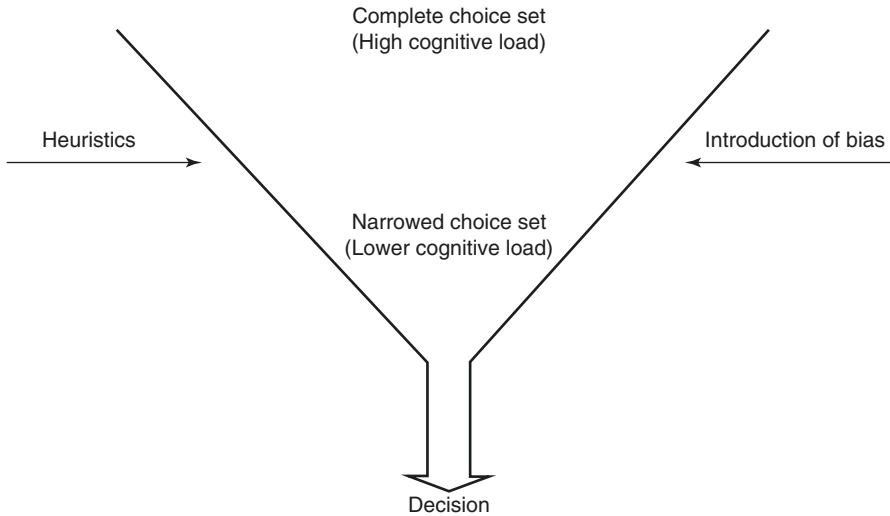 Complete choice set
(High cognitive load)
Heuristics
Introduction of bias
Narrowed choice set
(Lower cognitive load)
Decision